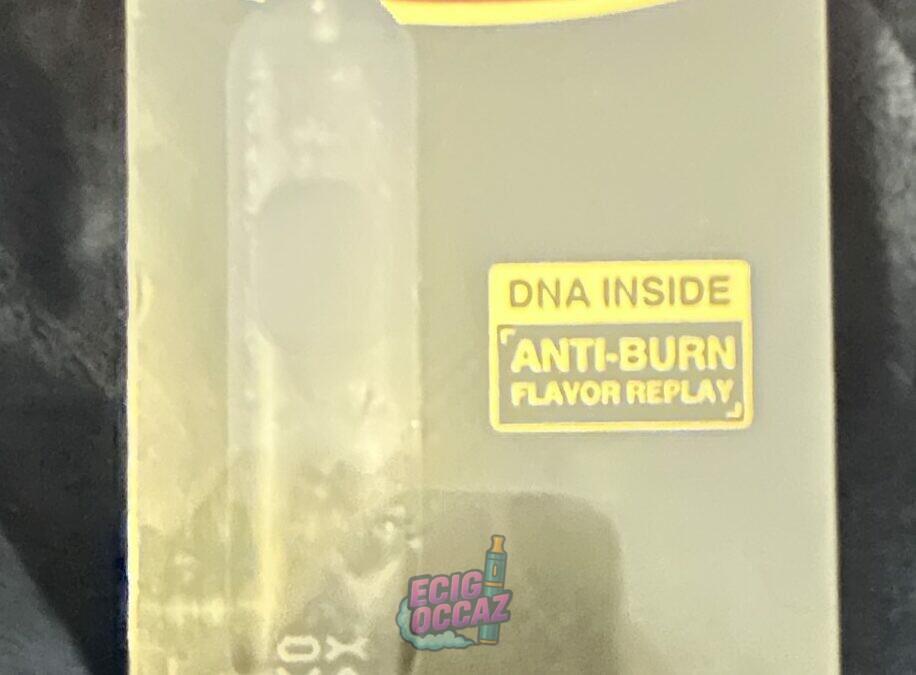 DNA INSIDE
ANTI-BURN
FLAVOR REPLAY
ECIG
OCCAZ